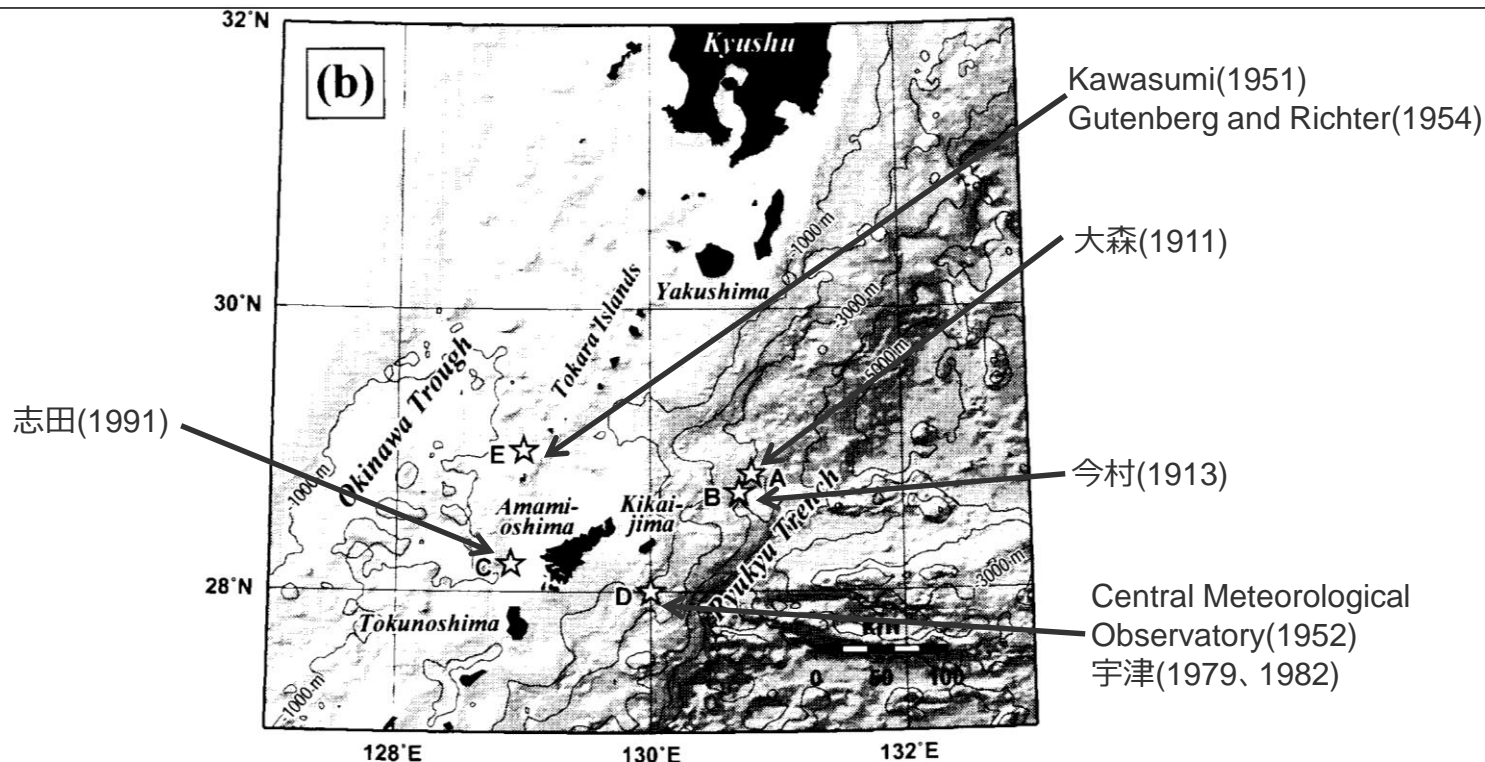 32˚N
(b)
Kyushu
Kawasumi(1951)
Gutenberg and Richter(1954)
-1000 m
大森(1911)
Tokara Islands
Yakushima
30˚N
-3000 m
-5000 m
Okinawa Trough
志田(1991)
E
A
B
今村(1913)
-1000 m
Amami-
oshima
Kikai-
jima
Ryukyu Trench
C
28˚N
D
-3000 m
Tokunoshima
Central Meteorological
Observatory(1952)
宇津(1979、1982)
km
0 50 100
-1000 m
128˚E
130˚E
132˚E